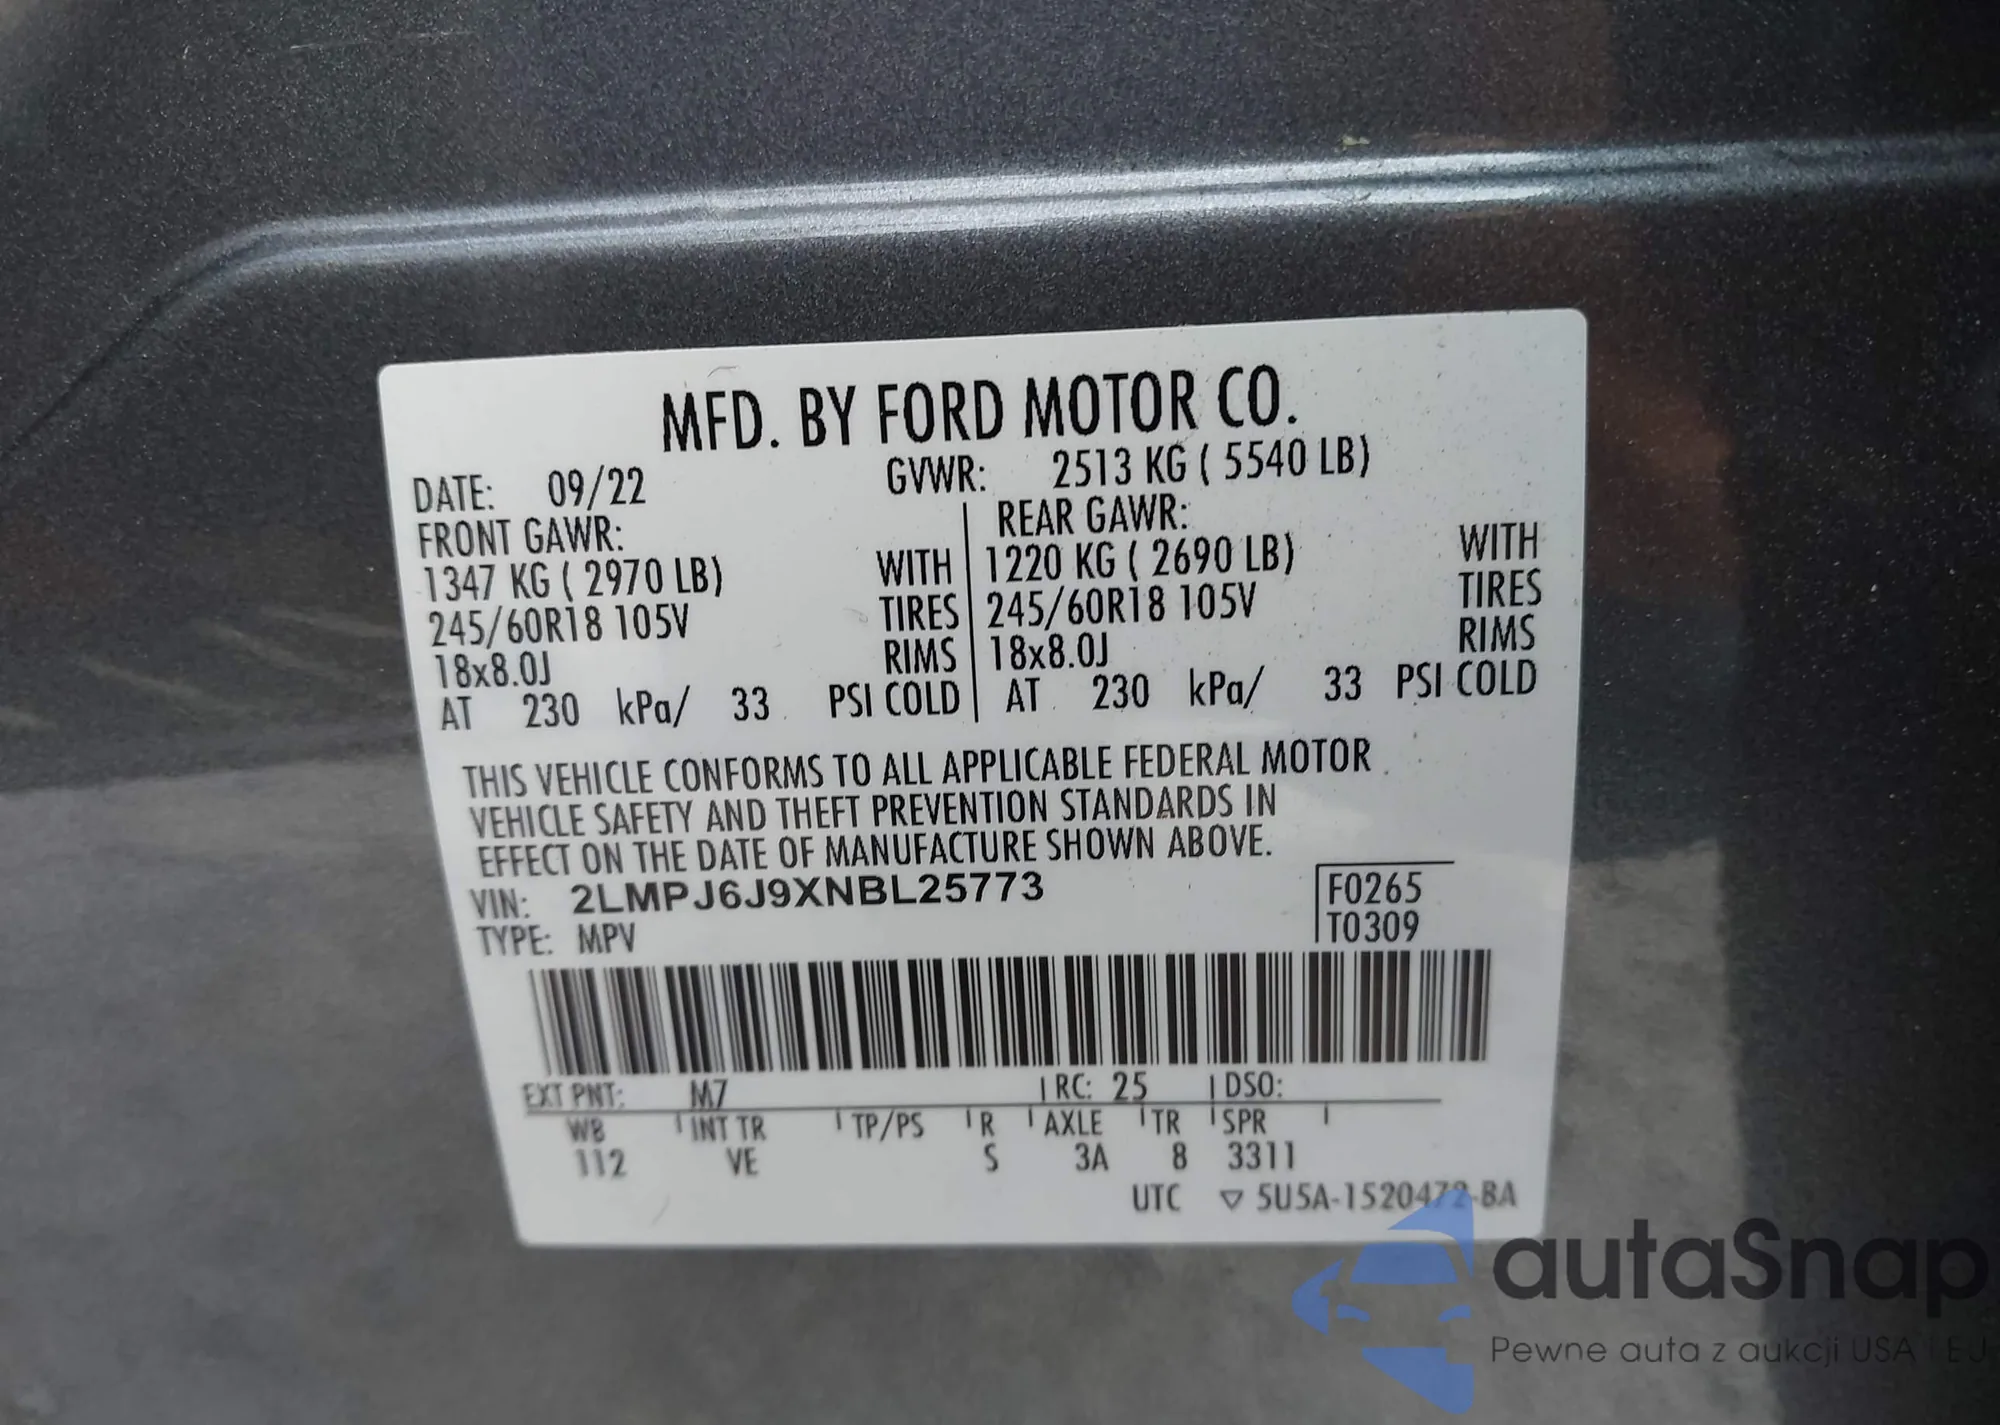 MFD. BY FORD MOTOR CO.
DATE: 09/22 GVWR: 2513 KG ( 5540 LB)
FRONT GAWR: REAR GAWR:
1347 KG ( 2970 LB) WITH 1220 KG ( 2690 LB) WITH
245/60R18 105V TIRES 245/60R18 105V TIRES
18x8.0J RIMS 18x8.0J RIMS
AT 230 kPa/ 33 PSI COLD AT 230 kPa/ 33 PSI COLD
THIS VEHICLE CONFORMS TO ALL APPLICABLE FEDERAL MOTOR
VEHICLE SAFETY AND THEFT PREVENTION STANDARDS IN
EFFECT ON THE DATE OF MANUFACTURE SHOWN ABOVE.
VIN: 2LMPJ6J9XNBL25773 F0265
TYPE: MPV T0309
EXT PNT: M7 RC: 25 DSO:
WB INT TR TP/PS R AXLE TR SPR
112 VE S 3A 8 3311
UTC ▽ 5U5A-1520472-BA
autaSnap
Pewne auta z aukcji USA i EU